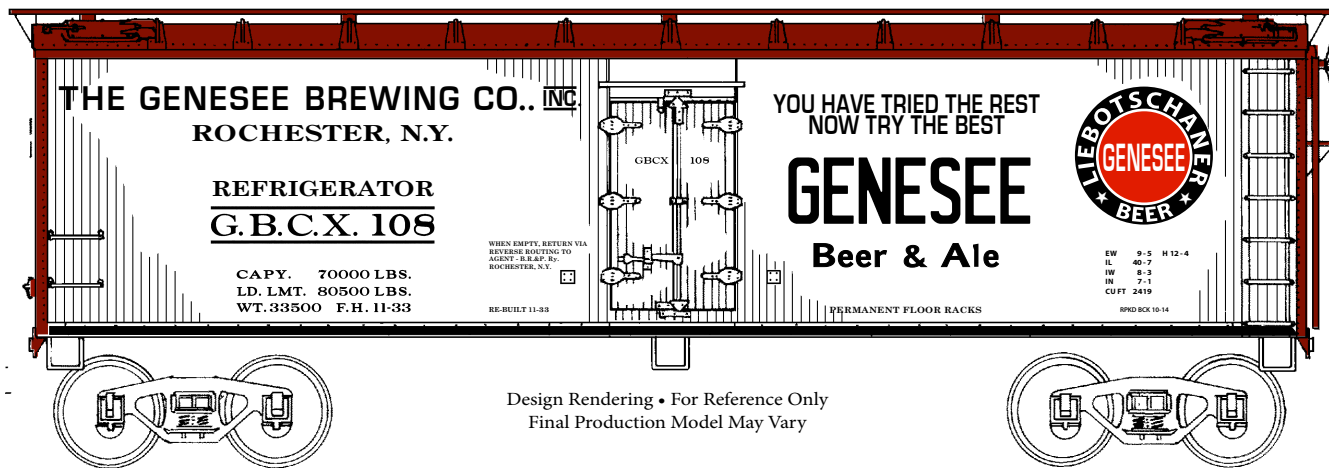 THE GENESEE BREWING CO.. INC.
ROCHESTER, N.Y.
REFRIGERATOR
G.B.C.X. 108
CAPY. 70000 LBS.
LD. LMT. 80500 LBS.
WT. 33500 F.H. 11-33
WHEN EMPTY, RETURN VIA
REVERSE ROUTING TO
AGENT - B.R.&P. Ry.
ROCHESTER, N.Y.
RE-BUILT 11-33
GBCX 108
YOU HAVE TRIED THE REST
NOW TRY THE BEST
GENESEE
Beer & Ale
PERMANENT FLOOR RACKS
LIEBOTSCHANER
GENESEE
★ BEER ★
EW 9-5 H 12-4
IL 40-7
IW 8-3
IN 7-1
CU FT 2419
RPKD BCK 10-14
Design Rendering • For Reference Only
Final Production Model May Vary